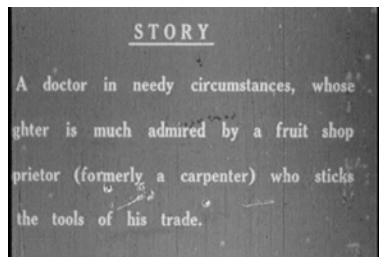 STORY
A doctor in needy circumstances, whose
ghter is much admired by a fruit shop
prietor (formerly a carpenter) who sticks
the tools of his trade.